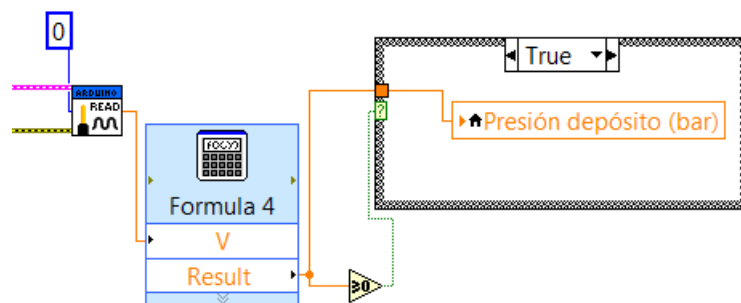 0
True
ARDUINO
READ
Presión depósito (bar)
F(X,Y)
Formula 4
V
Result
≥0
?